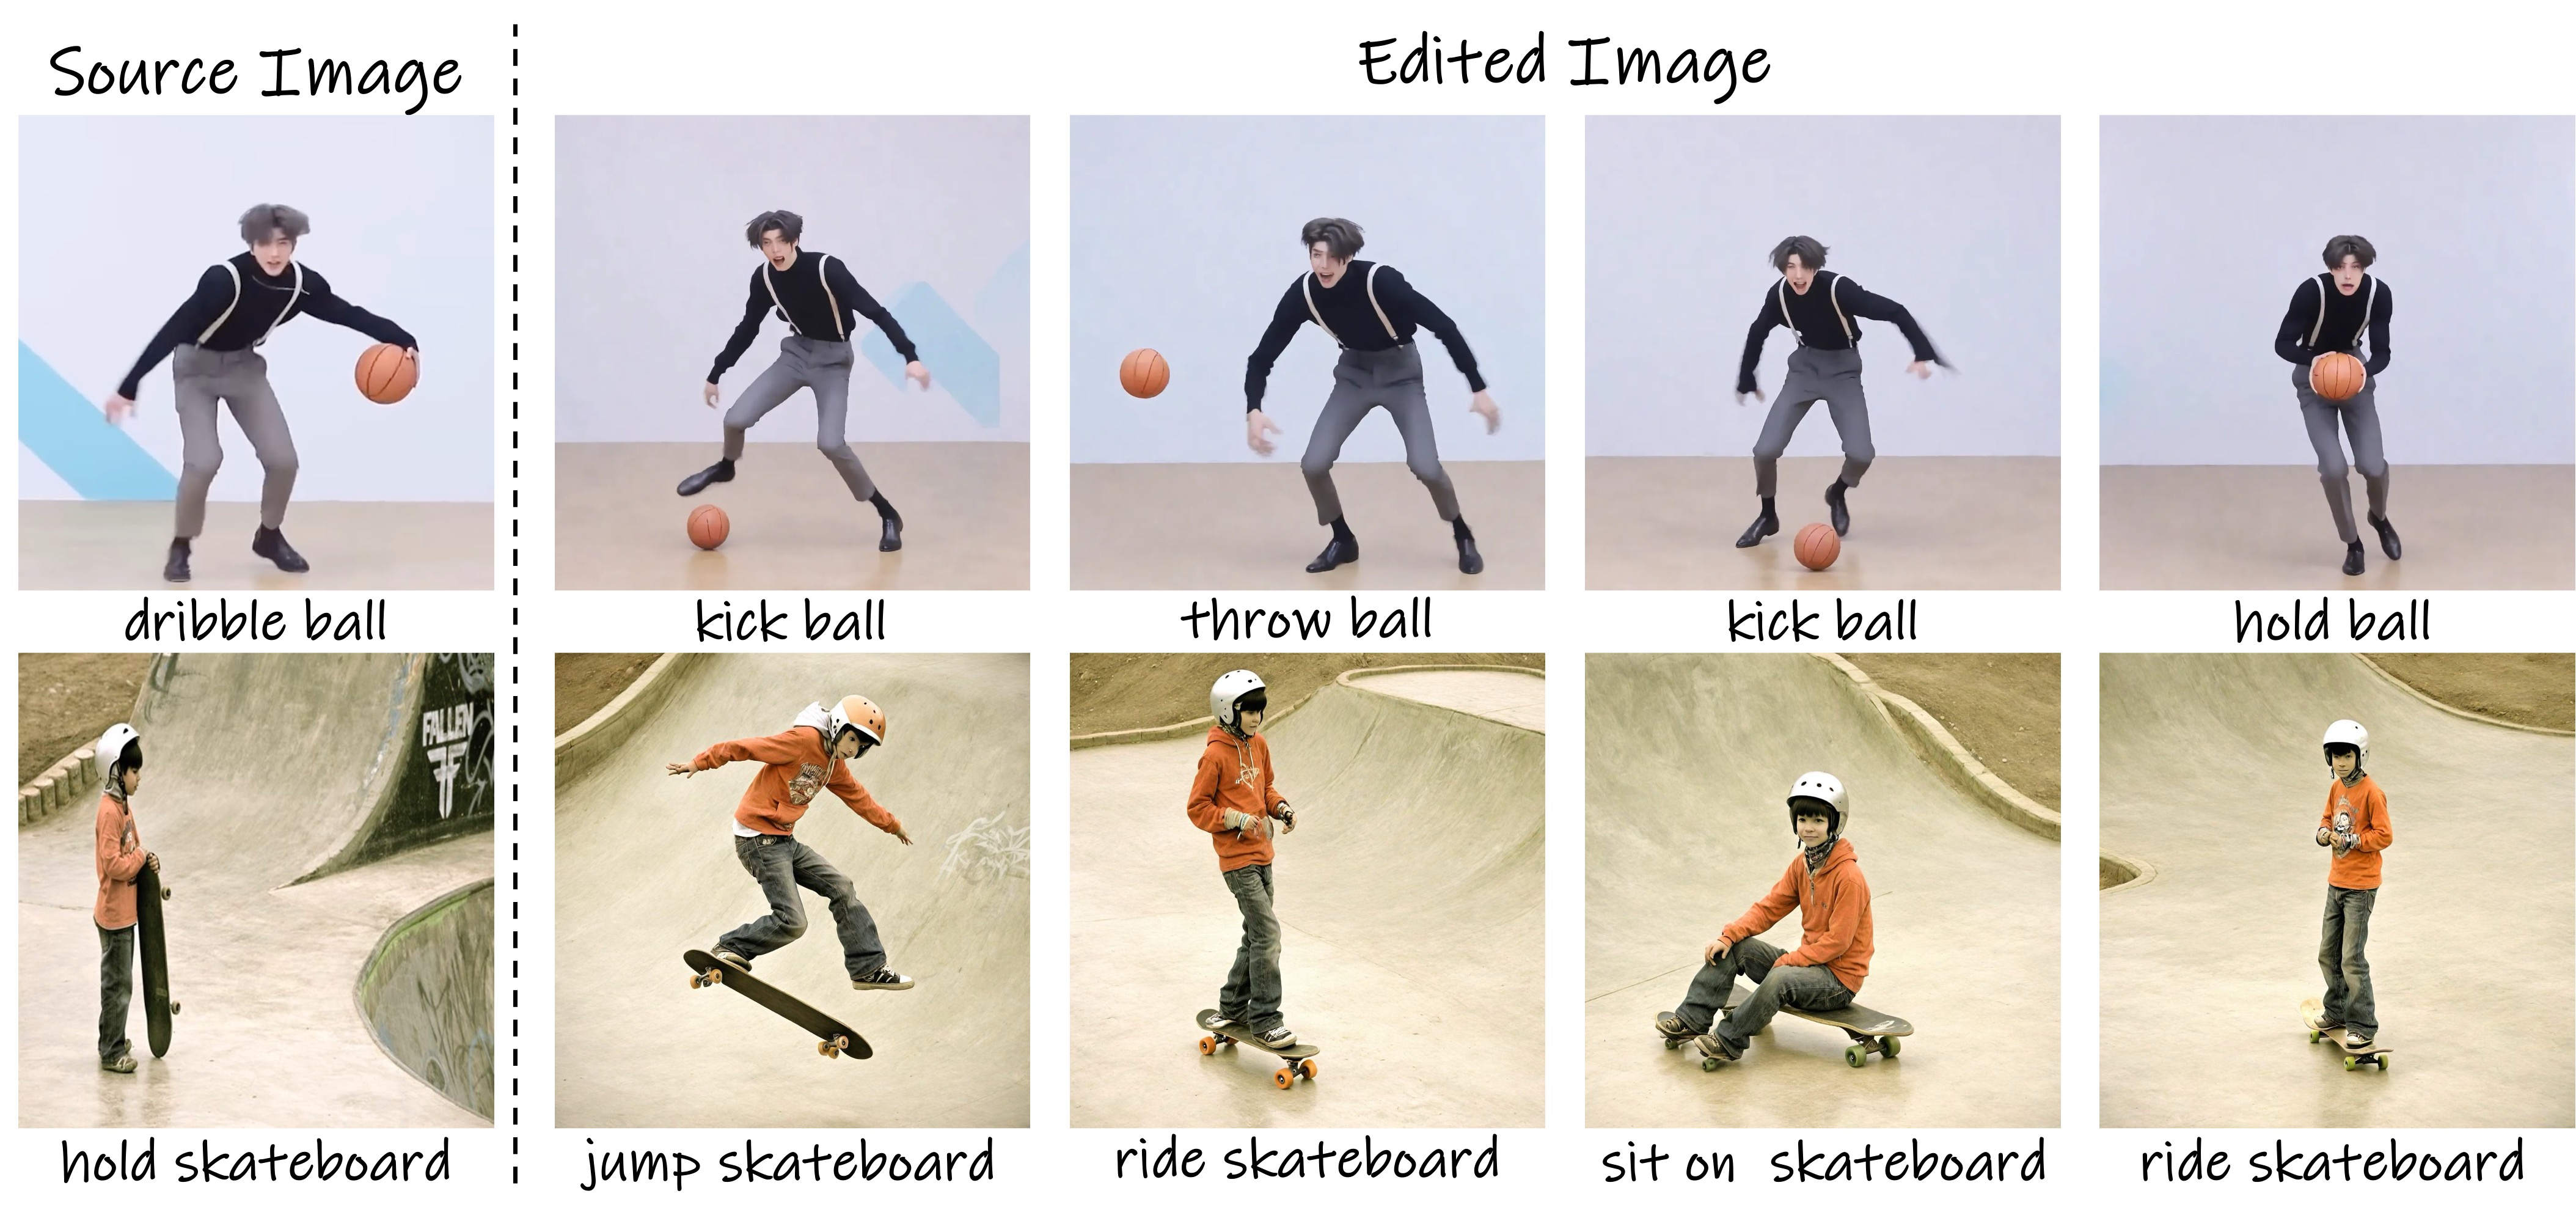 Source Image
Edited Image
dribble ball
kick ball
throw ball
kick ball
hold ball
FALLEN
hold skateboard
jump skateboard
ride skateboard
sit on skateboard
ride skateboard